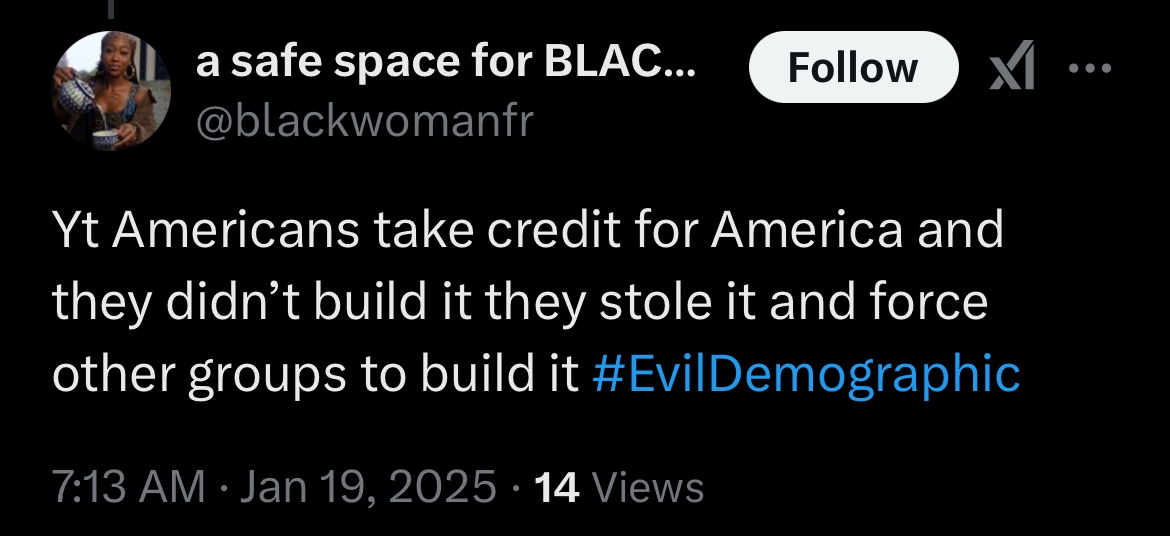 a safe space for BLAC...
Follow
@blackwomanfr
Yt Americans take credit for America and
they didn’t build it they stole it and force
other groups to build it #EvilDemographic
7:13 AM · Jan 19, 2025 · 14 Views